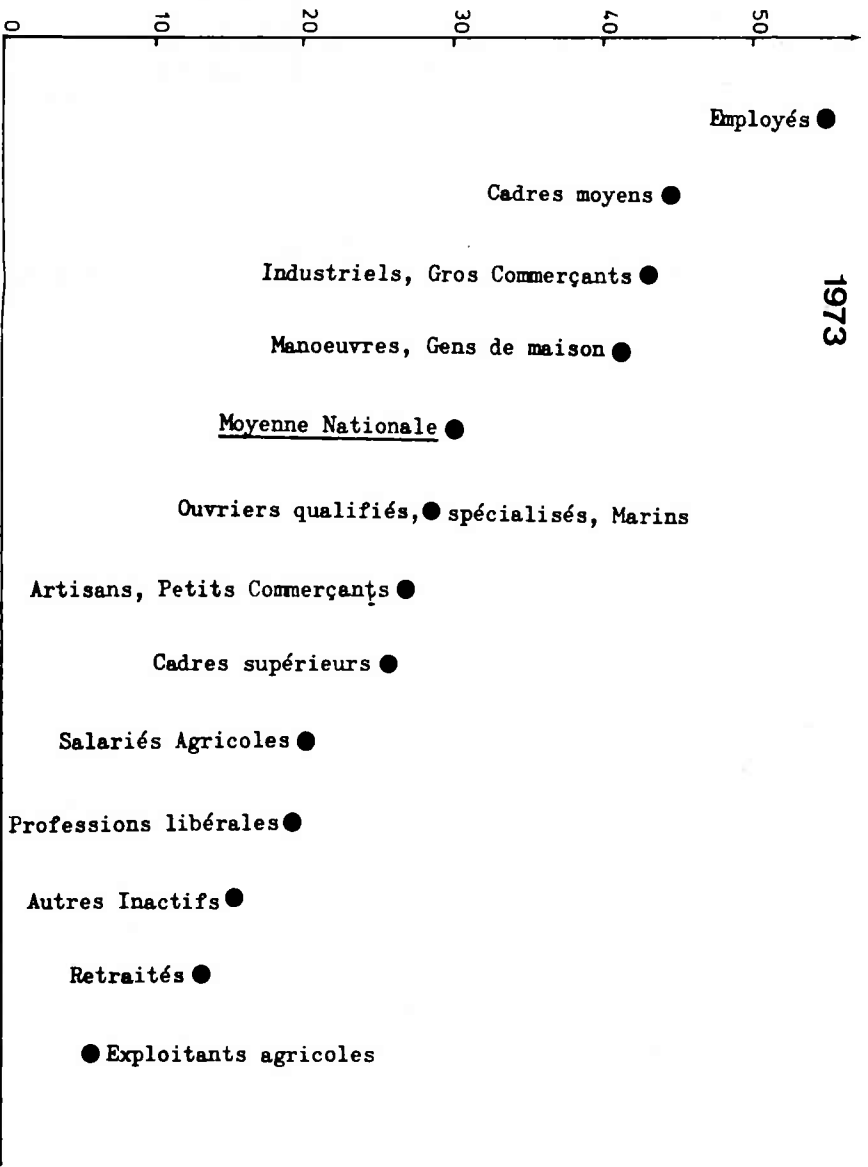 0 10 20 30 40 50
Employés
Cadres moyens
Industriels, Gros Commerçants
1973
Manoeuvres, Gens de maison
Moyenne Nationale
Ouvriers qualifiés, spécialisés, Marins
Artisans, Petits Commerçants
Cadres supérieurs
Salariés Agricoles
Professions libérales
Autres Inactifs
Retraités
Exploitants agricoles